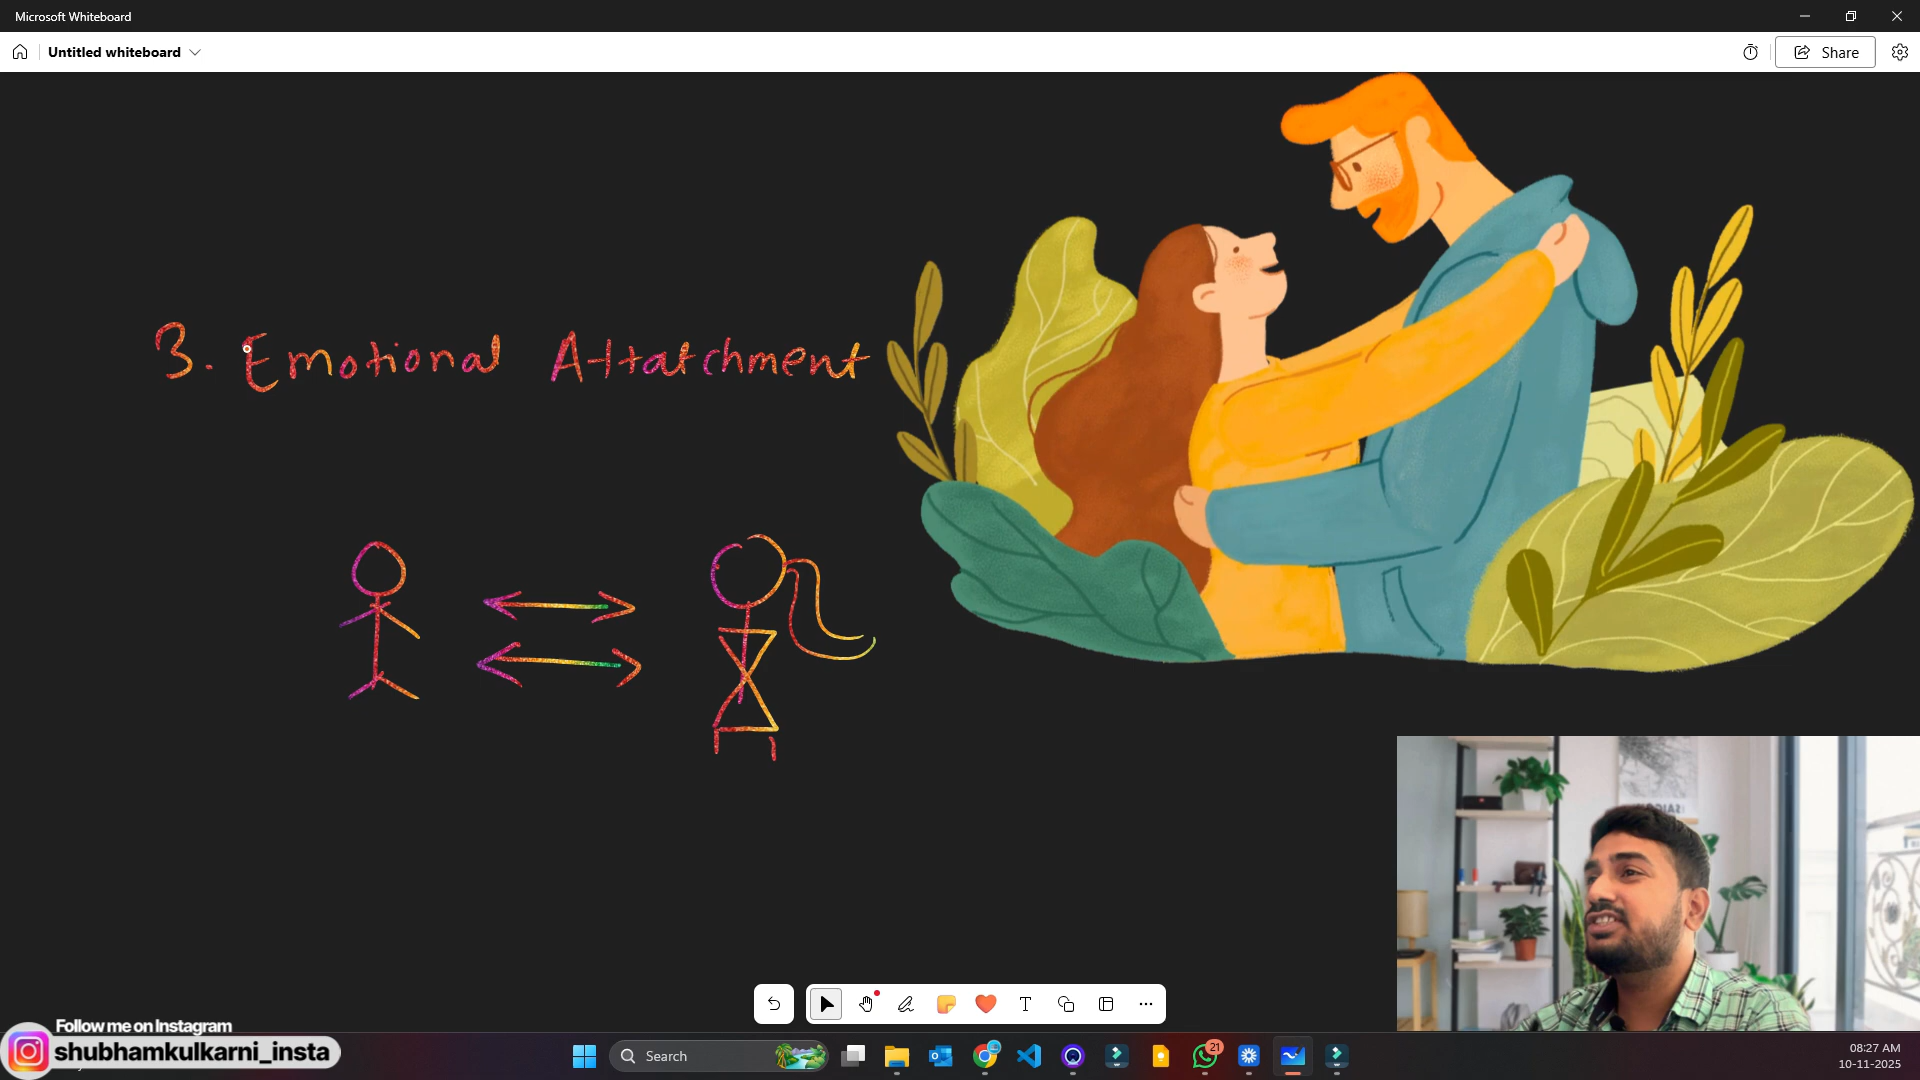 Microsoft Whiteboard
Untitled whiteboard
Share
3. Emotional Attatchment
Follow me on Instagram
shubhamkulkarni_insta
Search
21
08:27 AM
10-11-2025